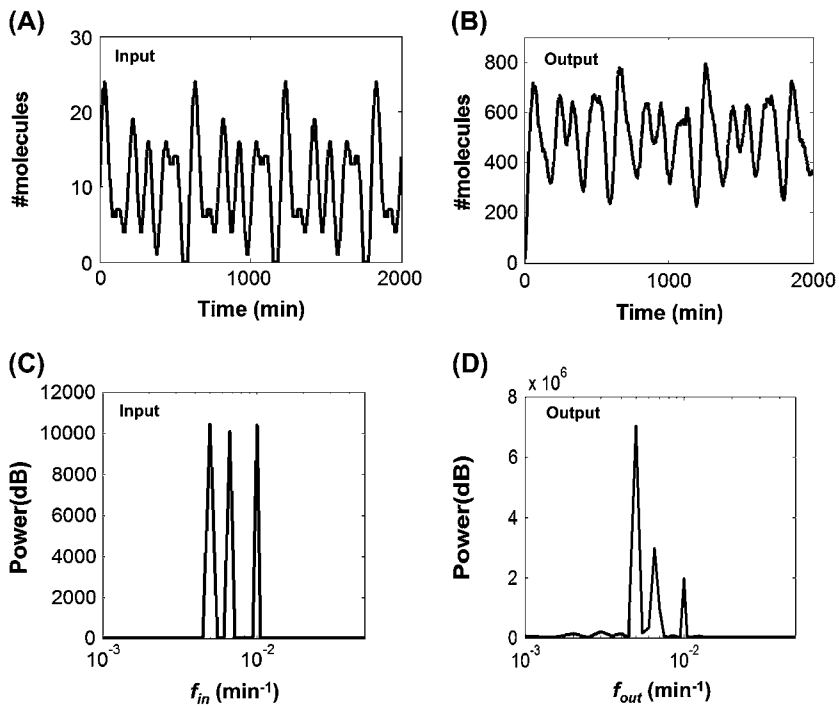 (A)
30
Input
20
10
0
#molecules
0
1000
2000
Time (min)
(B)
800
Output
600
400
200
0
#molecules
0
1000
2000
Time (min)
(C)
12000
Input
10000
8000
6000
4000
2000
0
Power(dB)
10⁻³
10⁻²
f_in (min⁻¹)
(D)
x 10⁶
8
Output
6
4
2
0
Power(dB)
10⁻³
10⁻²
f_out (min⁻¹)